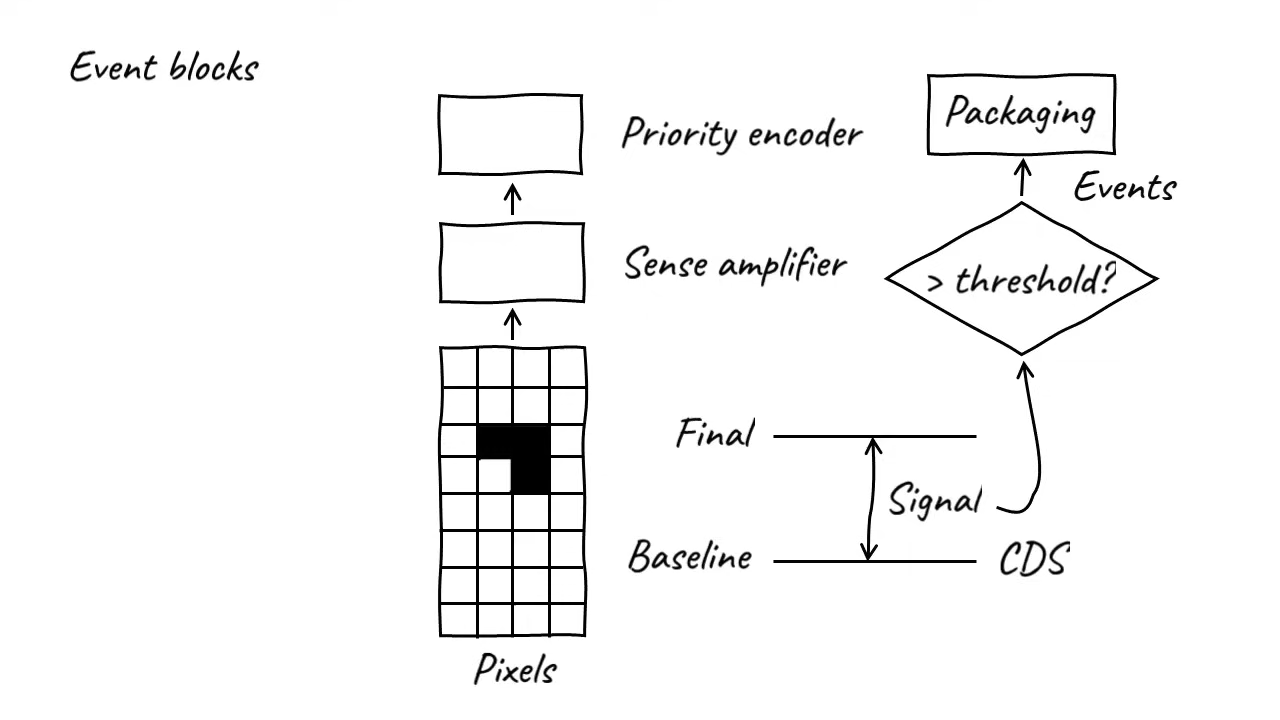 Event blocks
Priority encoder
Packaging
Events
Sense amplifier
> threshold?
Final
Signal
Baseline
CDS
Pixels